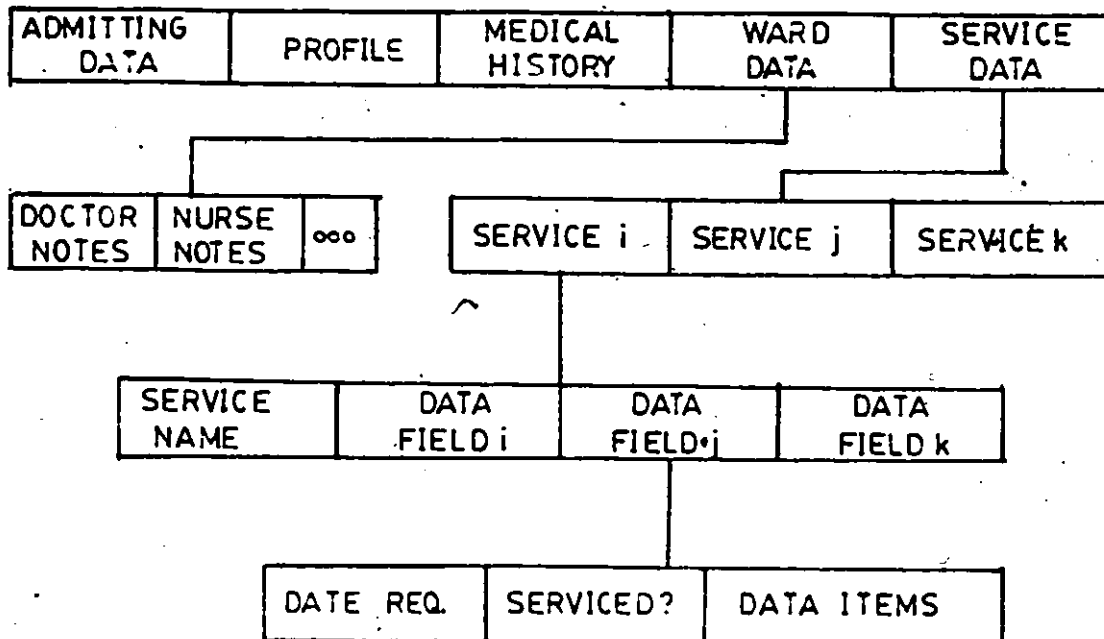 ADMITTING DATA
PROFILE
MEDICAL HISTORY
WARD DATA
SERVICE DATA
DOCTOR NOTES
NURSE NOTES
ooo
SERVICE i
SERVICE j
SERVICE k
SERVICE NAME
DATA FIELD i
DATA FIELD j
DATA FIELD k
DATE REQ.
SERVICED?
DATA ITEMS